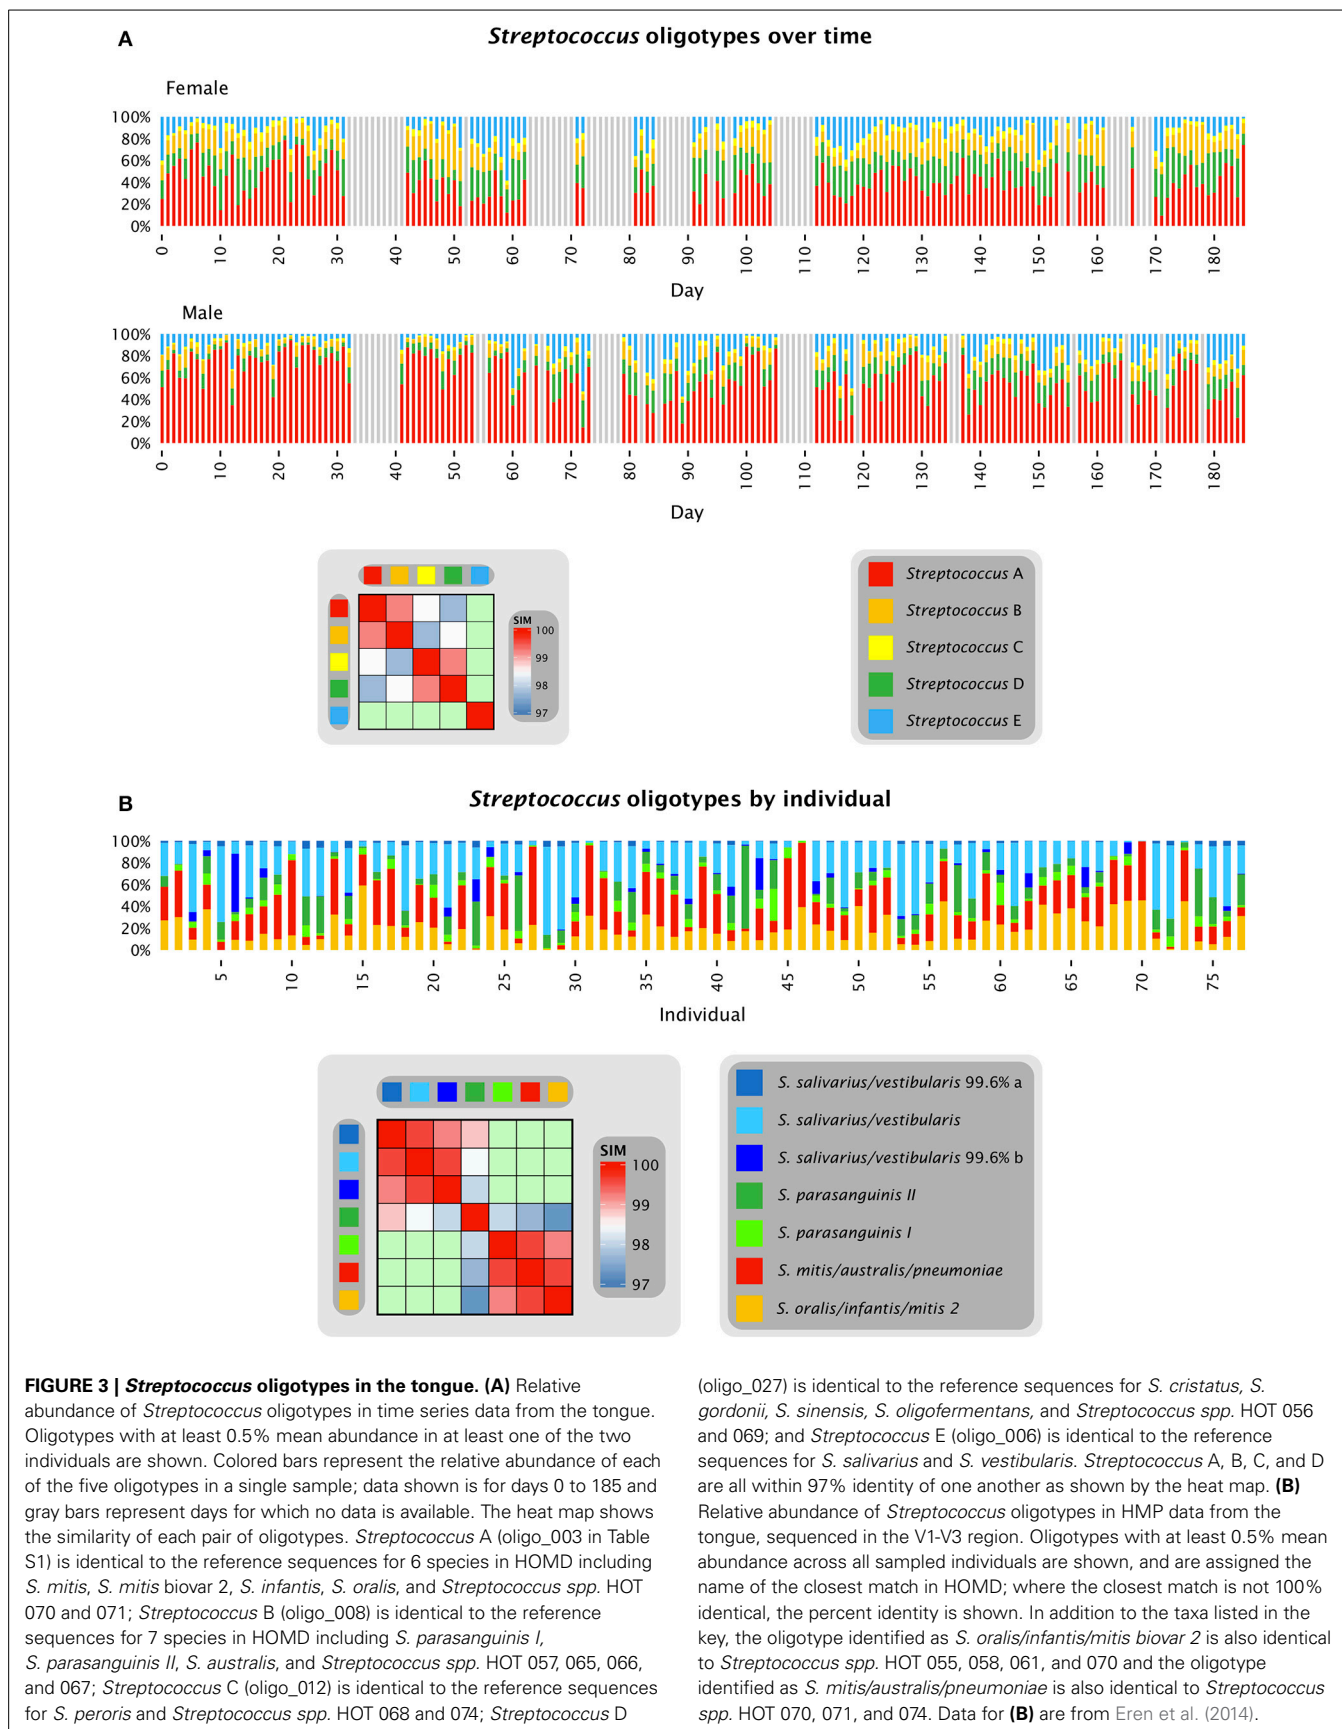 A
Streptococcus oligotypes over time
Female
100%
80%
60%
40%
20%
0%
0 10 20 30 40 50 60 70 80 90 100 110 120 130 140 150 160 170 180
Day
Male
100%
80%
60%
40%
20%
0%
0 10 20 30 40 50 60 70 80 90 100 110 120 130 140 150 160 170 180
Day
SIM
100
99
98
97
Streptococcus A
Streptococcus B
Streptococcus C
Streptococcus D
Streptococcus E
B
Streptococcus oligotypes by individual
100%
80%
60%
40%
20%
0%
5 10 15 20 25 30 35 40 45 50 55 60 65 70 75
Individual
SIM
100
99
98
97
S. salivarius/vestibularis 99.6% a
S. salivarius/vestibularis
S. salivarius/vestibularis 99.6% b
S. parasanguinis II
S. parasanguinis I
S. mitis/australis/pneumoniae
S. oralis/infantis/mitis 2
FIGURE 3 | Streptococcus oligotypes in the tongue. (A) Relative
abundance of Streptococcus oligotypes in time series data from the tongue.
Oligotypes with at least 0.5% mean abundance in at least one of the two
individuals are shown. Colored bars represent the relative abundance of each
of the five oligotypes in a single sample; data shown is for days 0 to 185 and
gray bars represent days for which no data is available. The heat map shows
the similarity of each pair of oligotypes. Streptococcus A (oligo_003 in Table
S1) is identical to the reference sequences for 6 species in HOMD including
S. mitis, S. mitis biovar 2, S. infantis, S. oralis, and Streptococcus spp. HOT
070 and 071; Streptococcus B (oligo_008) is identical to the reference
sequences for 7 species in HOMD including S. parasanguinis I,
S. parasanguinis II, S. australis, and Streptococcus spp. HOT 057, 065, 066,
and 067; Streptococcus C (oligo_012) is identical to the reference sequences
for S. peroris and Streptococcus spp. HOT 068 and 074; Streptococcus D
(oligo_027) is identical to the reference sequences for S. cristatus, S.
gordonii, S. sinensis, S. oligofermentans, and Streptococcus spp. HOT 056
and 069; and Streptococcus E (oligo_006) is identical to the reference
sequences for S. salivarius and S. vestibularis. Streptococcus A, B, C, and D
are all within 97% identity of one another as shown by the heat map. (B)
Relative abundance of Streptococcus oligotypes in HMP data from the
tongue, sequenced in the V1-V3 region. Oligotypes with at least 0.5% mean
abundance across all sampled individuals are shown, and are assigned the
name of the closest match in HOMD; where the closest match is not 100%
identical, the percent identity is shown. In addition to the taxa listed in the
key, the oligotype identified as S. oralis/infantis/mitis biovar 2 is also identical
to Streptococcus spp. HOT 055, 058, 061, and 070 and the oligotype
identified as S. mitis/australis/pneumoniae is also identical to Streptococcus
spp. HOT 070, 071, and 074. Data for (B) are from Eren et al. (2014).